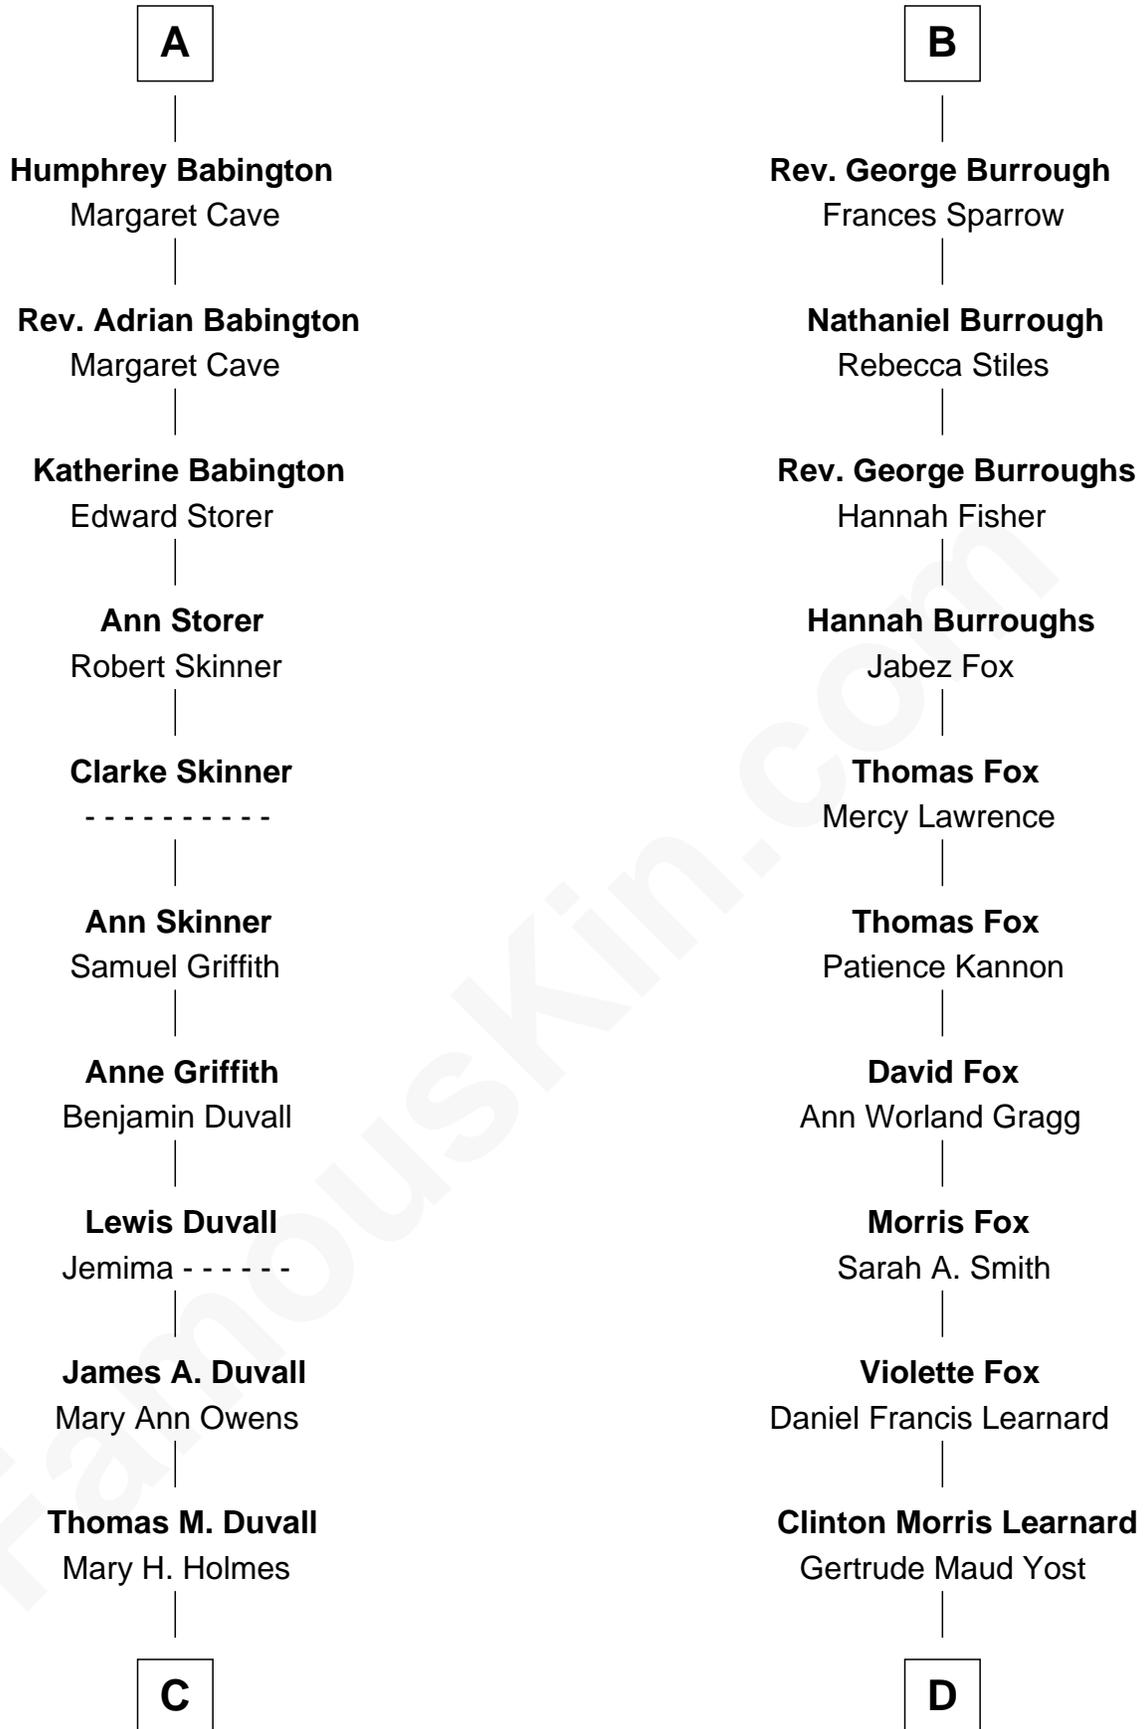 A
Humphrey Babington
Margaret Cave
Rev. Adrian Babington
Margaret Cave
Katherine Babington
Edward Storer
Ann Storer
Robert Skinner
Clarke Skinner
- - - - - - - - - -
Ann Skinner
Samuel Griffith
Anne Griffith
Benjamin Duvall
Lewis Duvall
Jemima - - - - - -
James A. Duvall
Mary Ann Owens
Thomas M. Duvall
Mary H. Holmes
C
B
Rev. George Burrough
Frances Sparrow
Nathaniel Burrough
Rebecca Stiles
Rev. George Burroughs
Hannah Fisher
Hannah Burroughs
Jabez Fox
Thomas Fox
Mercy Lawrence
Thomas Fox
Patience Kannon
David Fox
Ann Worland Gragg
Morris Fox
Sarah A. Smith
Violette Fox
Daniel Francis Learnard
Clinton Morris Learnard
Gertrude Maud Yost
D
FamousKin.com